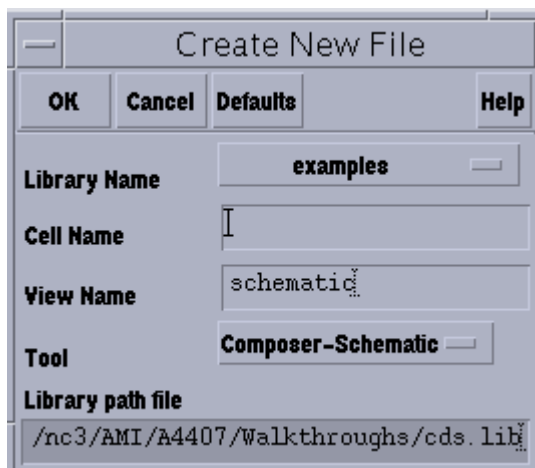 Create New File
OK Cancel Defaults Help
Library Name examples
Cell Name
View Name schematic
Tool Composer-Schematic
Library path file
/nc3/AMI/A4407/Walkthroughs/cds.lib